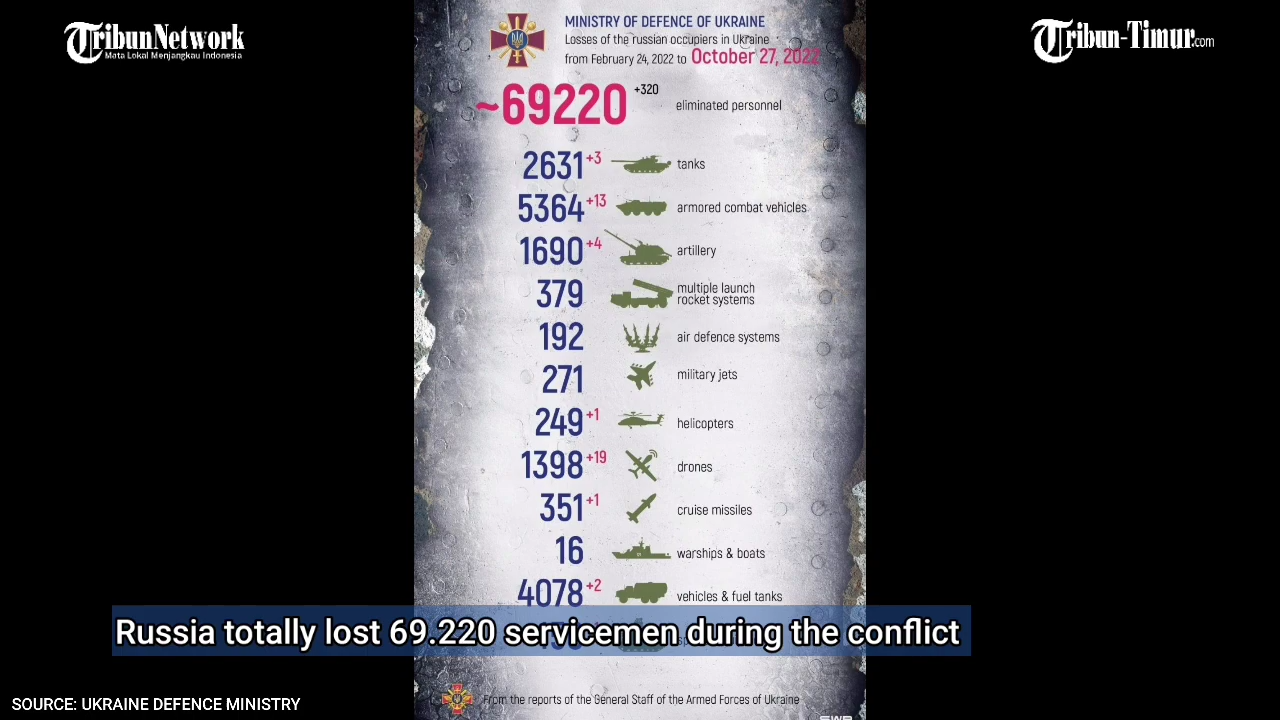 TribunNetwork
Mata Lokal Menjangkau Indonesia
Tribun-Timur.com
MINISTRY OF DEFENCE OF UKRAINE
Losses of the russian occupiers in Ukraine
from February 24, 2022 to October 27, 2022
~69220 +320 eliminated personnel
2631 +3 tanks
5364 +13 armored combat vehicles
1690 +4 artillery
379 multiple launch
rocket systems
192 air defence systems
271 military jets
249 +1 helicopters
1398 +19 drones
351 +1 cruise missiles
16 warships & boats
4078 +2 vehicles & fuel tanks
Russia totally lost 69.220 servicemen during the conflict
From the reports of the General Staff of the Armed Forces of Ukraine
SOURCE: UKRAINE DEFENCE MINISTRY